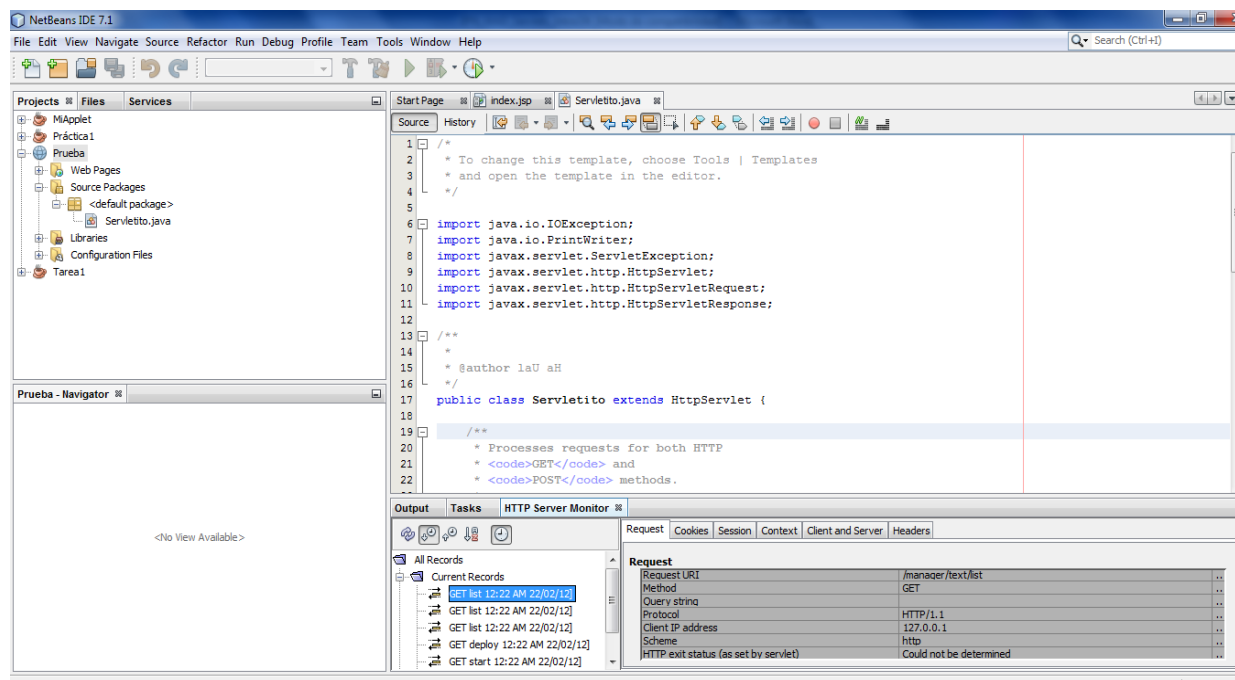 NetBeans IDE 7.1
File Edit View Navigate Source Refactor Run Debug Profile Team Tools Window Help
Search (Ctrl+I)
Projects Files Services
MiApplet
Práctica1
Prueba
Web Pages
Source Packages
<default package>
Servletito.java
Libraries
Configuration Files
Tarea1
Prueba - Navigator
<No View Available>
Start Page index.jsp Servletito.java
Source History
1 /*
2 * To change this template, choose Tools | Templates
3 * and open the template in the editor.
4 */
5
6 import java.io.IOException;
7 import java.io.PrintWriter;
8 import javax.servlet.ServletException;
9 import javax.servlet.http.HttpServlet;
10 import javax.servlet.http.HttpServletRequest;
11 import javax.servlet.http.HttpServletResponse;
12
13 /**
14 *
15 * @author laU aH
16 */
17 public class Servletito extends HttpServlet {
18
19 /**
20 * Processes requests for both HTTP
21 * <code>GET</code> and
22 * <code>POST</code> methods.
Output Tasks HTTP Server Monitor
All Records
Current Records
GET list 12:22 AM 22/02/12]
GET list 12:22 AM 22/02/12]
GET list 12:22 AM 22/02/12]
GET deploy 12:22 AM 22/02/12]
GET start 12:22 AM 22/02/12]
Request Cookies Session Context Client and Server Headers
Request
Request URI /manager/text/list ..
Method GET ..
Query string ..
Protocol HTTP/1.1 ..
Client IP address 127.0.0.1 ..
Scheme http ..
HTTP exit status (as set by servlet) Could not be determined ..